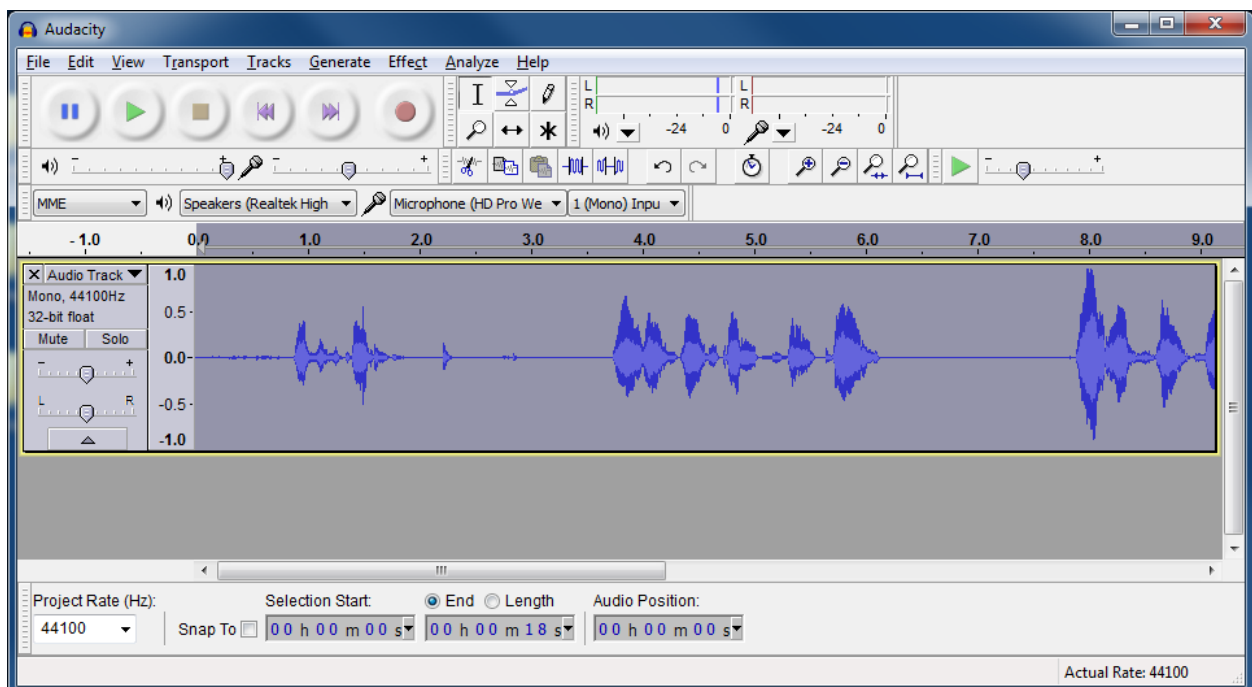 Audacity
File Edit View Transport Tracks Generate Effect Analyze Help
L L
R R
-24 0 -24 0
MME Speakers (Realtek High Microphone (HD Pro We 1 (Mono) Inpu
- 1.0 0.0 1.0 2.0 3.0 4.0 5.0 6.0 7.0 8.0 9.0
X Audio Track 1.0
Mono, 44100Hz
32-bit float 0.5
Mute Solo
- + 0.0
L R -0.5
-1.0
Project Rate (Hz): Selection Start: End Length Audio Position:
44100 Snap To 00 h 00 m 00 s 00 h 00 m 18 s 00 h 00 m 00 s
Actual Rate: 44100